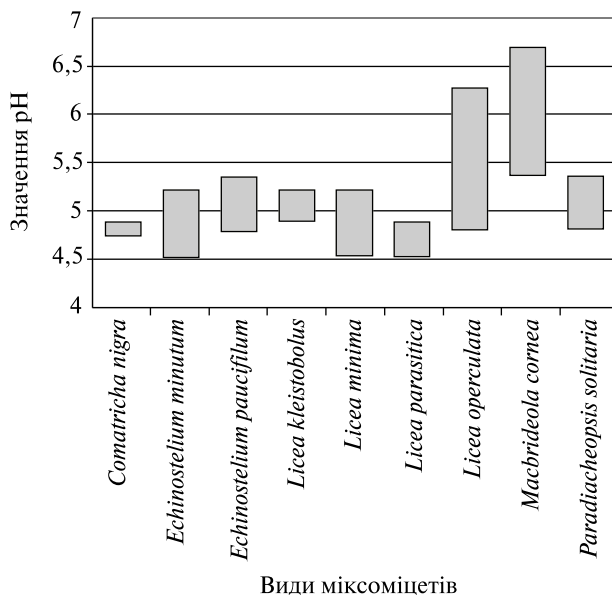 Значення pH
7
6,5
6
5,5
5
4,5
4
Comatricha nigra
Echinostelium minutum
Echinostelium paucifilum
Licea kleistobolus
Licea minima
Licea parasitica
Licea operculata
Macbrideola cornea
Paradiacheopsis solitaria
Види міксоміцетів